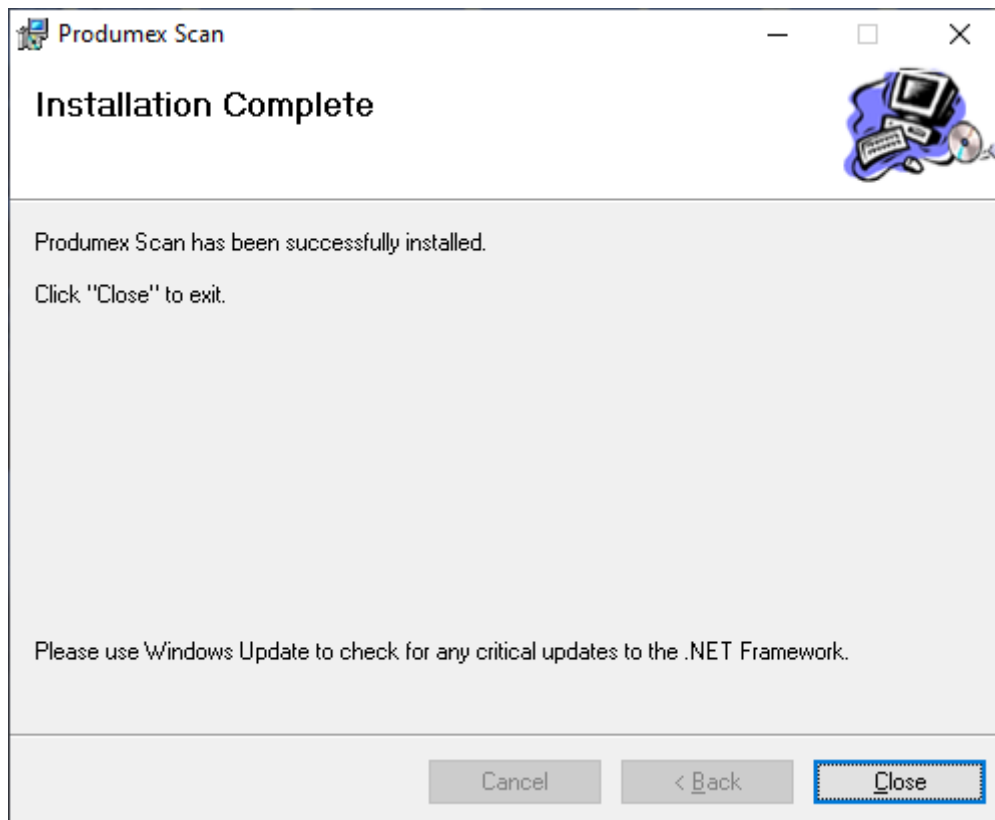 Produmex Scan
Installation Complete
Produmex Scan has been successfully installed.
Click "Close" to exit.
Please use Windows Update to check for any critical updates to the .NET Framework.
Cancel
< Back
Close